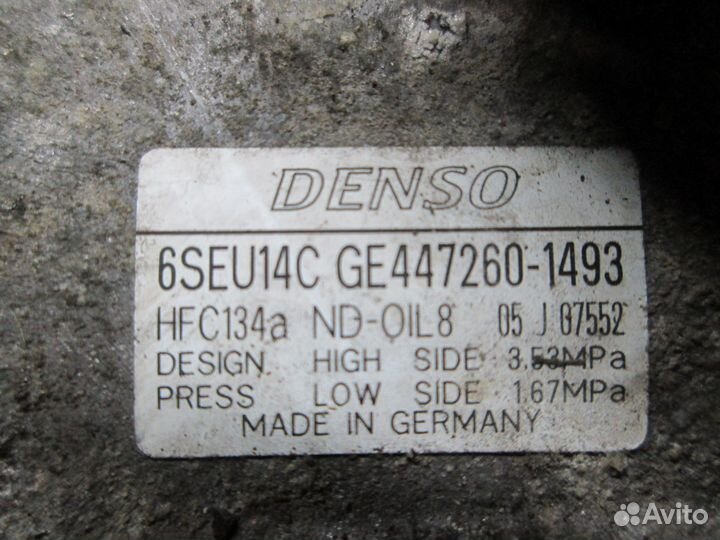 DENSO
6SEU14C GE447260-1493
HFC134a ND-OIL8 05 J 07552
DESIGN. HIGH SIDE 3.53MPa
PRESS LOW SIDE 1.67MPa
MADE IN GERMANY
Avito